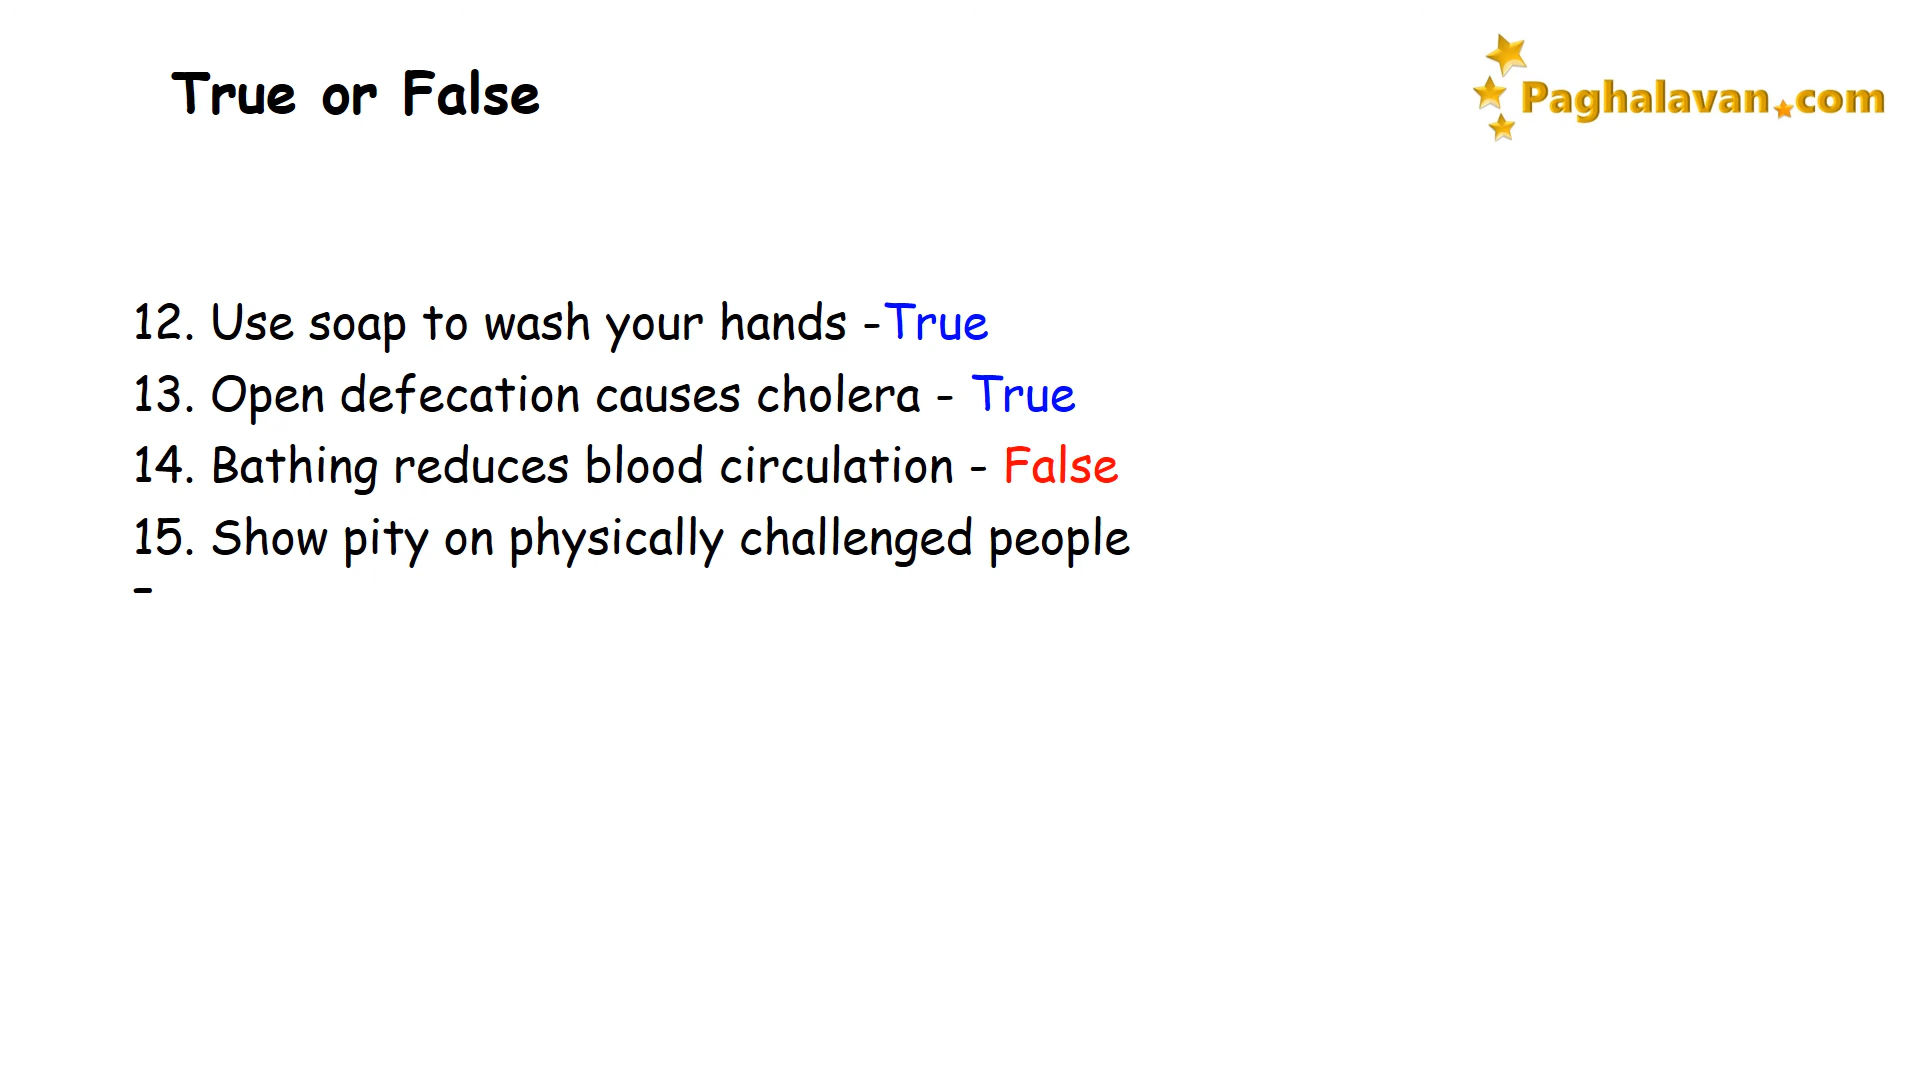 True or False
Paghalavan.com
12. Use soap to wash your hands -True
13. Open defecation causes cholera - True
14. Bathing reduces blood circulation - False
15. Show pity on physically challenged people
–